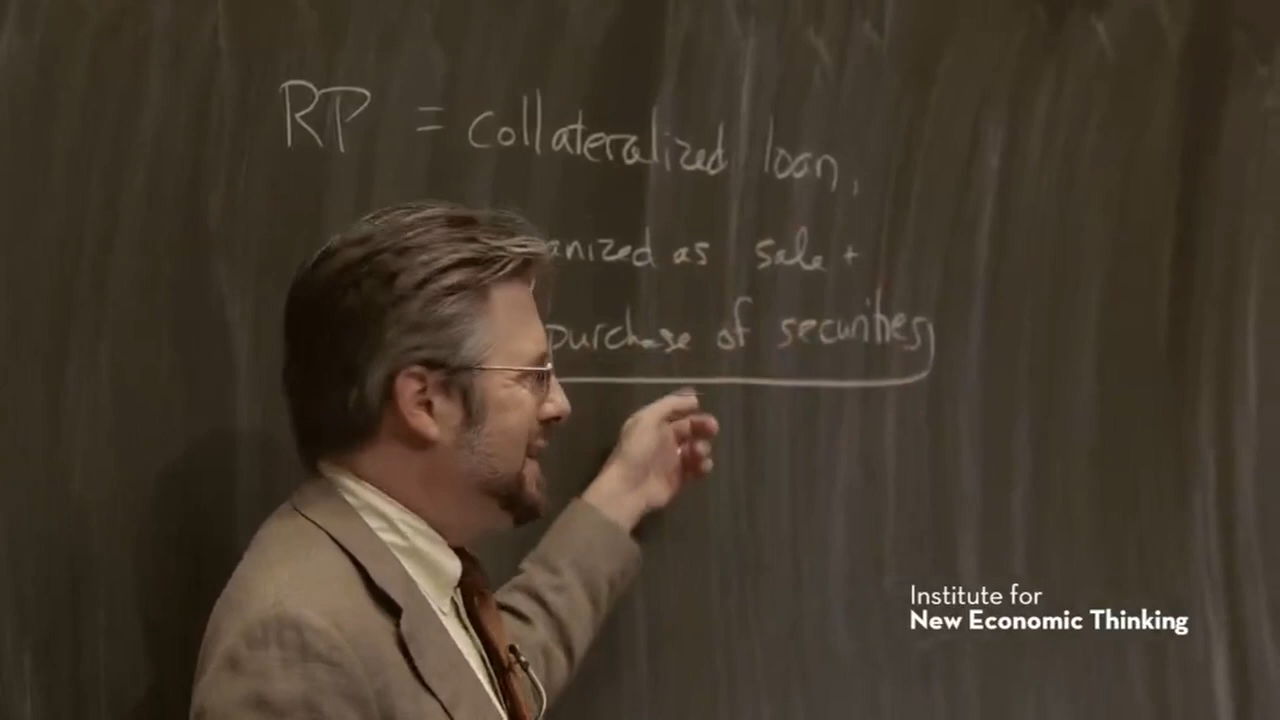 RP = collateralized loan,
anized as sale +
purchase of securities
Institute for
New Economic Thinking